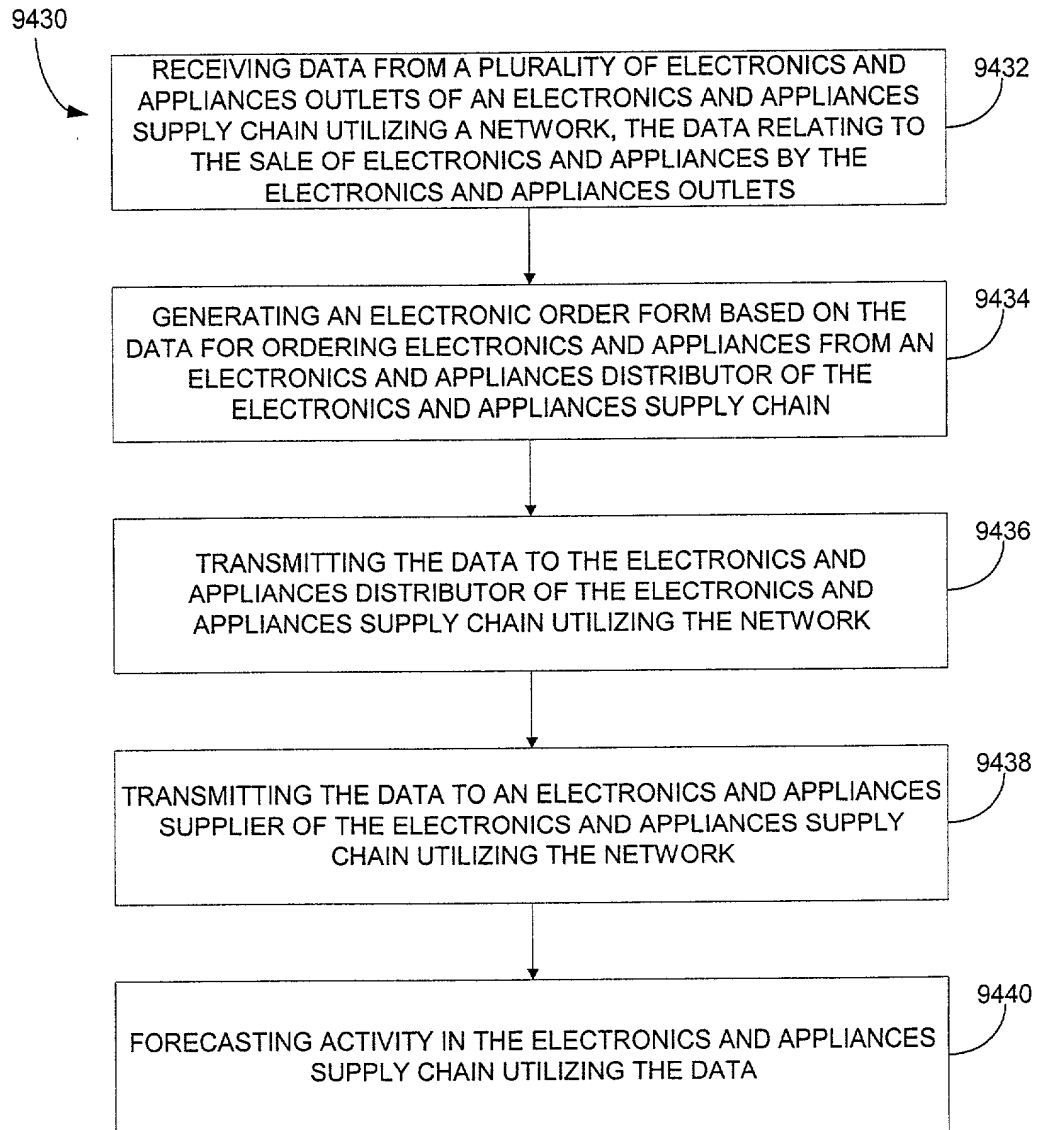 9430
RECEIVING DATA FROM A PLURALITY OF ELECTRONICS AND
APPLIANCES OUTLETS OF AN ELECTRONICS AND APPLIANCES
SUPPLY CHAIN UTILIZING A NETWORK, THE DATA RELATING TO
THE SALE OF ELECTRONICS AND APPLIANCES BY THE
ELECTRONICS AND APPLIANCES OUTLETS
9432
GENERATING AN ELECTRONIC ORDER FORM BASED ON THE
DATA FOR ORDERING ELECTRONICS AND APPLIANCES FROM AN
ELECTRONICS AND APPLIANCES DISTRIBUTOR OF THE
ELECTRONICS AND APPLIANCES SUPPLY CHAIN
9434
TRANSMITTING THE DATA TO THE ELECTRONICS AND
APPLIANCES DISTRIBUTOR OF THE ELECTRONICS AND
APPLIANCES SUPPLY CHAIN UTILIZING THE NETWORK
9436
TRANSMITTING THE DATA TO AN ELECTRONICS AND APPLIANCES
SUPPLIER OF THE ELECTRONICS AND APPLIANCES SUPPLY
CHAIN UTILIZING THE NETWORK
9438
FORECASTING ACTIVITY IN THE ELECTRONICS AND APPLIANCES
SUPPLY CHAIN UTILIZING THE DATA
9440